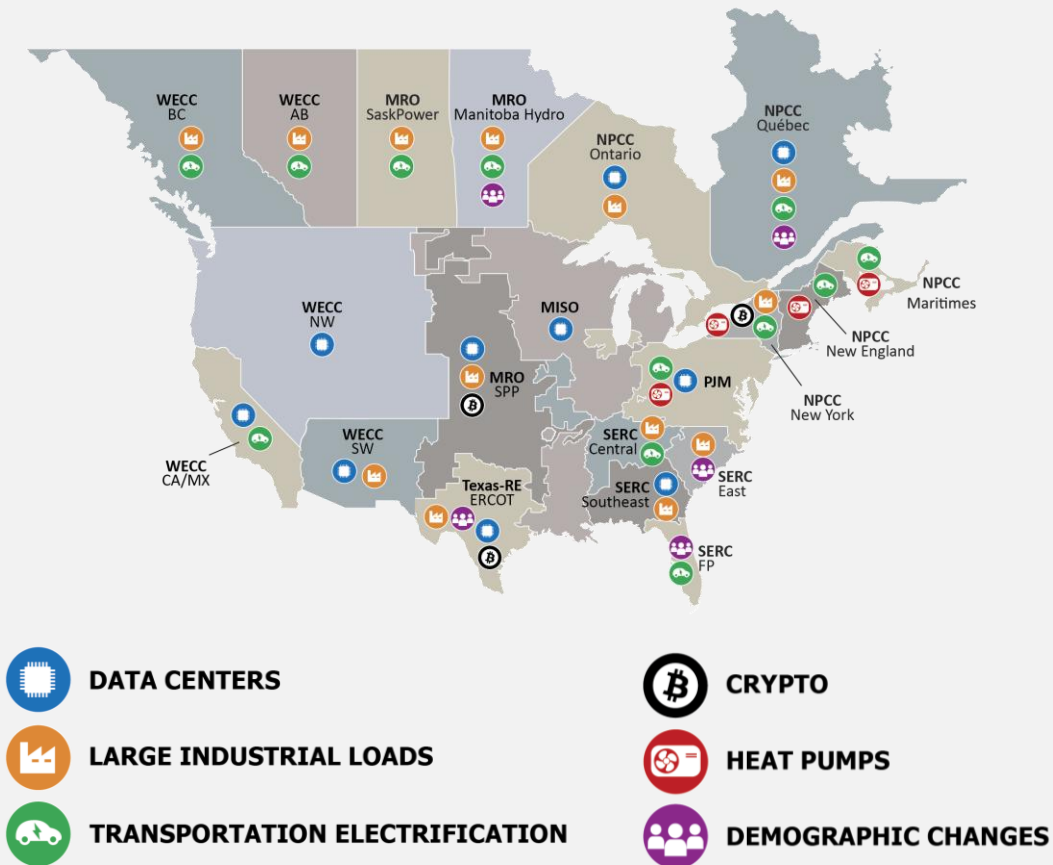 WECC
BC
WECC
AB
MRO
SaskPower
MRO
Manitoba Hydro
NPCC
Ontario
NPCC
Québec
NPCC
Maritimes
NPCC
New England
NPCC
New York
WECC
NW
MISO
MRO
SPP
PJM
WECC
CA/MX
WECC
SW
SERC
Central
SERC
East
Texas-RE
ERCOT
SERC
Southeast
SERC
FP
DATA CENTERS
LARGE INDUSTRIAL LOADS
TRANSPORTATION ELECTRIFICATION
CRYPTO
HEAT PUMPS
DEMOGRAPHIC CHANGES